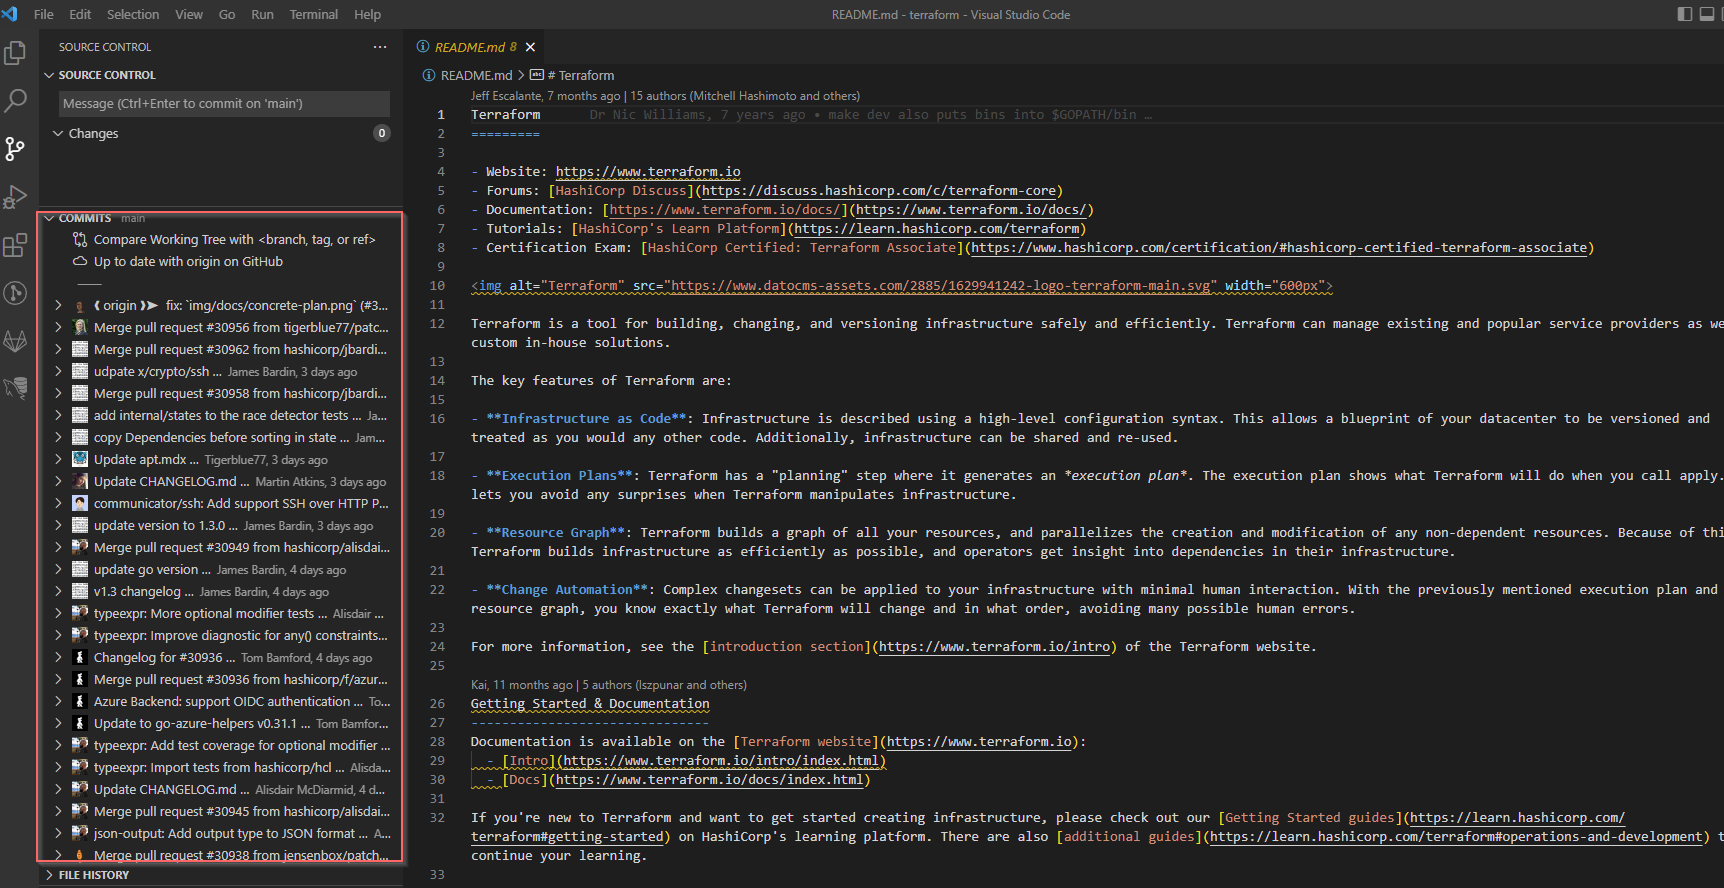 File Edit Selection View Go Run Terminal Help
README.md - terraform - Visual Studio Code
SOURCE CONTROL ...
SOURCE CONTROL
Message (Ctrl+Enter to commit on 'main')
Changes 0
COMMITS main
Compare Working Tree with <branch, tag, or ref>
Up to date with origin on GitHub
origin fix: `img/docs/concrete-plan.png` (#3...
Merge pull request #30956 from tigerblue77/patc...
Merge pull request #30962 from hashicorp/jbardi...
udpate x/crypto/ssh ... James Bardin, 3 days ago
Merge pull request #30958 from hashicorp/jbardi...
add internal/states to the race detector tests ... Ja...
copy Dependencies before sorting in state ... Jam...
Update apt.mdx ... Tigerblue77, 3 days ago
Update CHANGELOG.md ... Martin Atkins, 3 days ago
communicator/ssh: Add support SSH over HTTP P...
update version to 1.3.0 ... James Bardin, 3 days ago
Merge pull request #30949 from hashicorp/alisdai...
update go version ... James Bardin, 4 days ago
v1.3 changelog ... James Bardin, 4 days ago
typeexpr: More optional modifier tests ... Alisdair ...
typeexpr: Improve diagnostic for any() constraints...
Changelog for #30936 ... Tom Bamford, 4 days ago
Merge pull request #30936 from hashicorp/f/azur...
Azure Backend: support OIDC authentication ... To...
Update to go-azure-helpers v0.31.1 ... Tom Bamfor...
typeexpr: Add test coverage for optional modifier ...
typeexpr: Import tests from hashicorp/hcl ... Alisda...
Update CHANGELOG.md ... Alisdair McDiarmid, 4 d...
Merge pull request #30945 from hashicorp/alisdai...
json-output: Add output type to JSON format ... A...
Merge pull request #30938 from jensenbox/patch...
FILE HISTORY
README.md 8
README.md > # Terraform
Jeff Escalante, 7 months ago | 15 authors (Mitchell Hashimoto and others)
1 Terraform Dr Nic Williams, 7 years ago • make dev also puts bins into $GOPATH/bin …
2 =========
3
4 - Website: https://www.terraform.io
5 - Forums: [HashiCorp Discuss](https://discuss.hashicorp.com/c/terraform-core)
6 - Documentation: [https://www.terraform.io/docs/](https://www.terraform.io/docs/)
7 - Tutorials: [HashiCorp's Learn Platform](https://learn.hashicorp.com/terraform)
8 - Certification Exam: [HashiCorp Certified: Terraform Associate](https://www.hashicorp.com/certification/#hashicorp-certified-terraform-associate)
9
10 <img alt="Terraform" src="https://www.datocms-assets.com/2885/1629941242-logo-terraform-main.svg" width="600px">
11
12 Terraform is a tool for building, changing, and versioning infrastructure safely and efficiently. Terraform can manage existing and popular service providers as we
custom in-house solutions.
13
14 The key features of Terraform are:
15
16 - **Infrastructure as Code**: Infrastructure is described using a high-level configuration syntax. This allows a blueprint of your datacenter to be versioned and
treated as you would any other code. Additionally, infrastructure can be shared and re-used.
17
18 - **Execution Plans**: Terraform has a "planning" step where it generates an *execution plan*. The execution plan shows what Terraform will do when you call apply.
lets you avoid any surprises when Terraform manipulates infrastructure.
19
20 - **Resource Graph**: Terraform builds a graph of all your resources, and parallelizes the creation and modification of any non-dependent resources. Because of thi
Terraform builds infrastructure as efficiently as possible, and operators get insight into dependencies in their infrastructure.
21
22 - **Change Automation**: Complex changesets can be applied to your infrastructure with minimal human interaction. With the previously mentioned execution plan and
resource graph, you know exactly what Terraform will change and in what order, avoiding many possible human errors.
23
24 For more information, see the [introduction section](https://www.terraform.io/intro) of the Terraform website.
25
Kai, 11 months ago | 5 authors (lszpunar and others)
26 Getting Started & Documentation
27 -------------------------------
28 Documentation is available on the [Terraform website](https://www.terraform.io):
29 - [Intro](https://www.terraform.io/intro/index.html)
30 - [Docs](https://www.terraform.io/docs/index.html)
31
32 If you're new to Terraform and want to get started creating infrastructure, please check out our [Getting Started guides](https://learn.hashicorp.com/
terraform#getting-started) on HashiCorp's learning platform. There are also [additional guides](https://learn.hashicorp.com/terraform#operations-and-development) t
continue your learning.
33